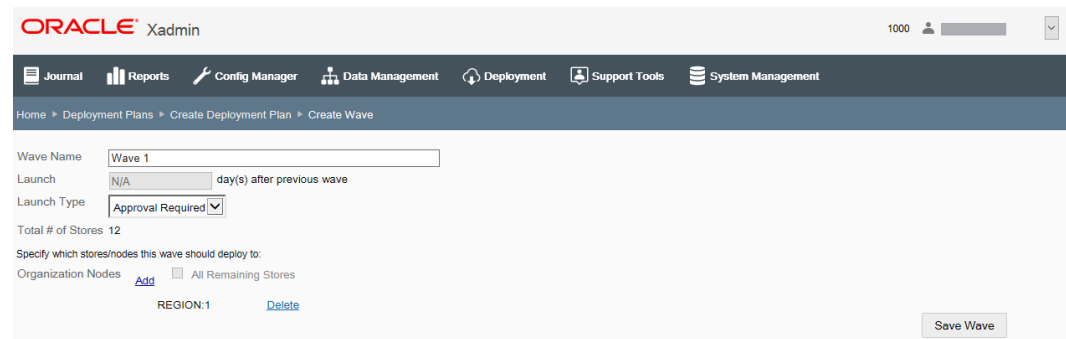 ORACLE® Xadmin 1000
Journal Reports Config Manager Data Management Deployment Support Tools System Management
Home ▶ Deployment Plans ▶ Create Deployment Plan ▶ Create Wave
Wave Name Wave 1
Launch N/A day(s) after previous wave
Launch Type Approval Required
Total # of Stores 12
Specify which stores/nodes this wave should deploy to:
Organization Nodes Add All Remaining Stores
REGION:1 Delete
Save Wave